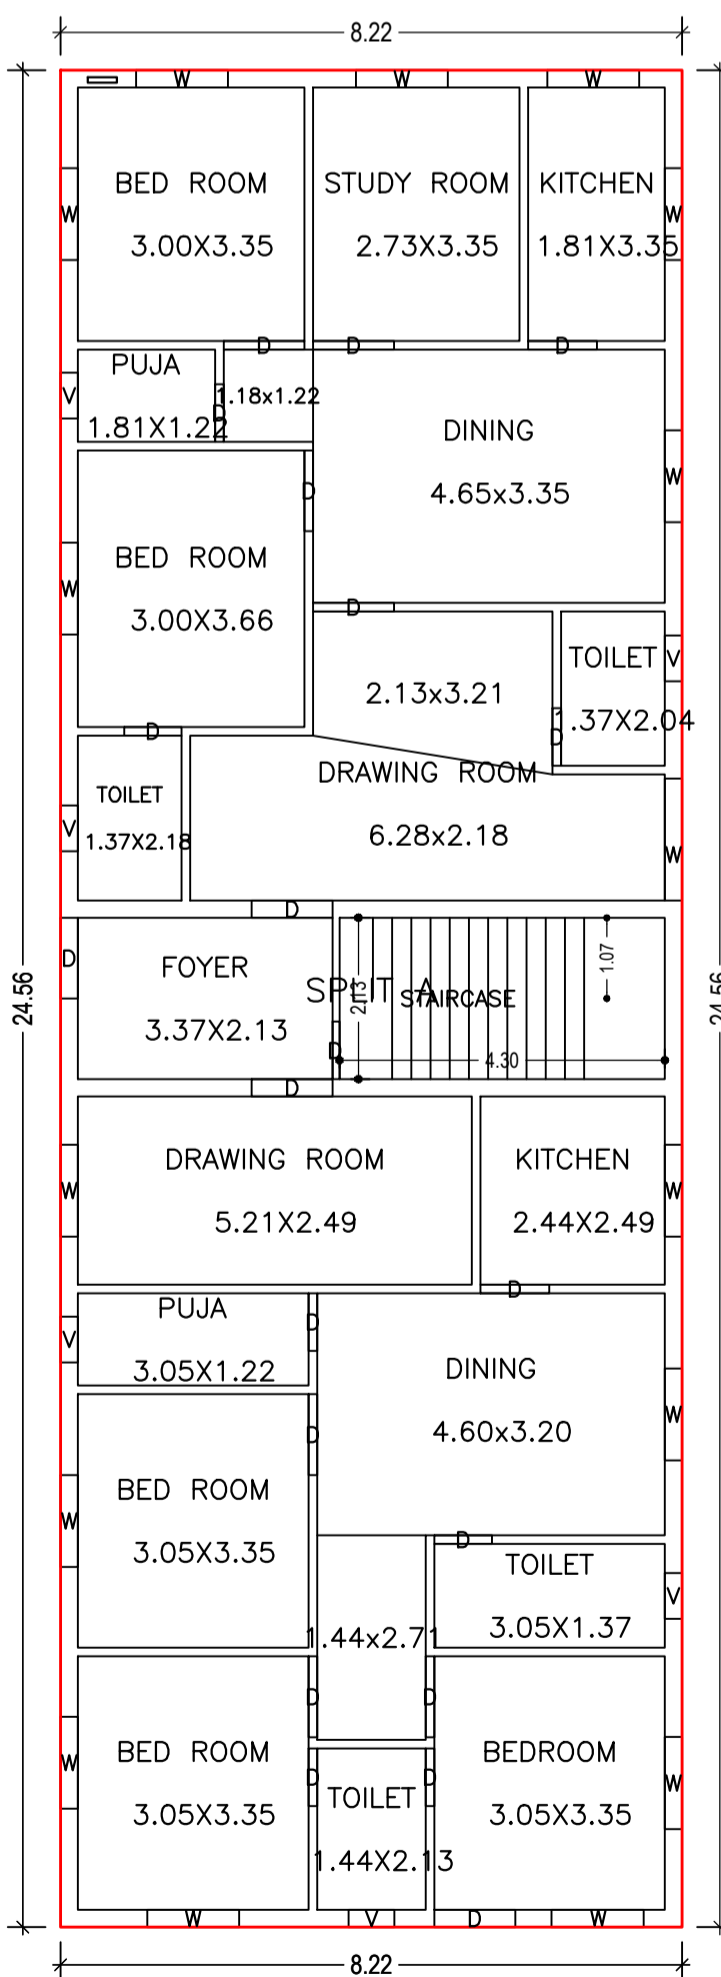 8.22
W W W
BED ROOM STUDY ROOM KITCHEN
W W
3.00X3.35 2.73X3.35 1.81X3.35
D D D
PUJA
V 1.18x1.22
D
1.81X1.22
DINING
W
D 4.65x3.35
BED ROOM
W
3.00X3.66
D
TOILET V
2.13x3.21
1.37X2.04
D D
DRAWING ROOM
TOILET
V 6.28x2.18
1.37X2.18
W
D
D FOYER
1.07
24.56 24.56
SPLIT A
2.13
STAIRCASE
3.37X2.13
D
4.30
D
DRAWING ROOM KITCHEN
W W
5.21X2.49 2.44X2.49
D
PUJA
D
V
3.05X1.22
DINING
W
D 4.60x3.20
BED ROOM
W
3.05X3.35
D
TOILET
V
3.05X1.37
1.44x2.71
D D
BED ROOM BEDROOM
W W
D D
TOILET
3.05X3.35 3.05X3.35
1.44X2.13
W V D W
8.22